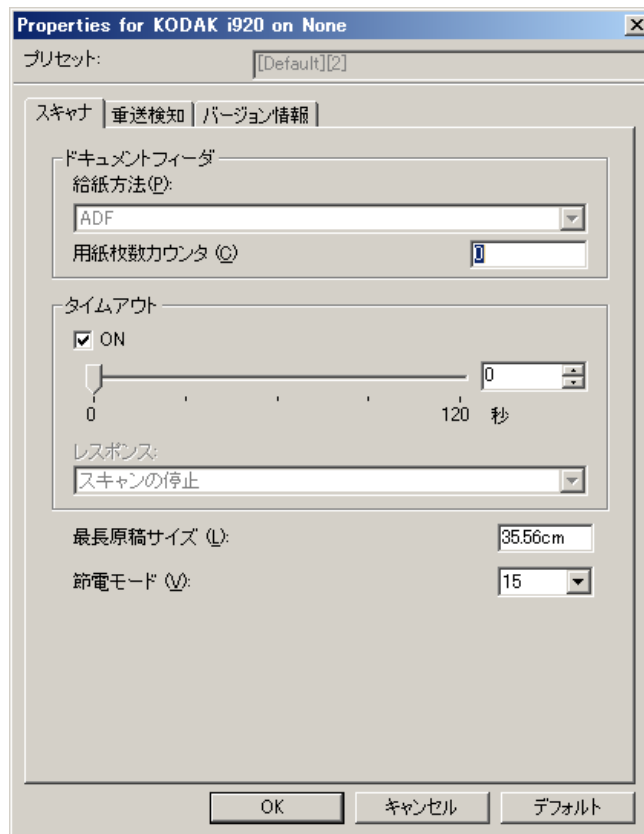 Properties for KODAK i920 on None
プリセット: [Default][2]
スキャナ 重送検知 バージョン情報
ドキュメントフィーダ
給紙方法(P):
ADF
用紙枚数カウンタ (C) 0
タイムアウト
ON
0
0 120 秒
レスポンス:
スキャンの停止
最長原稿サイズ (L): 35.56cm
節電モード (V): 15
OK キャンセル デフォルト